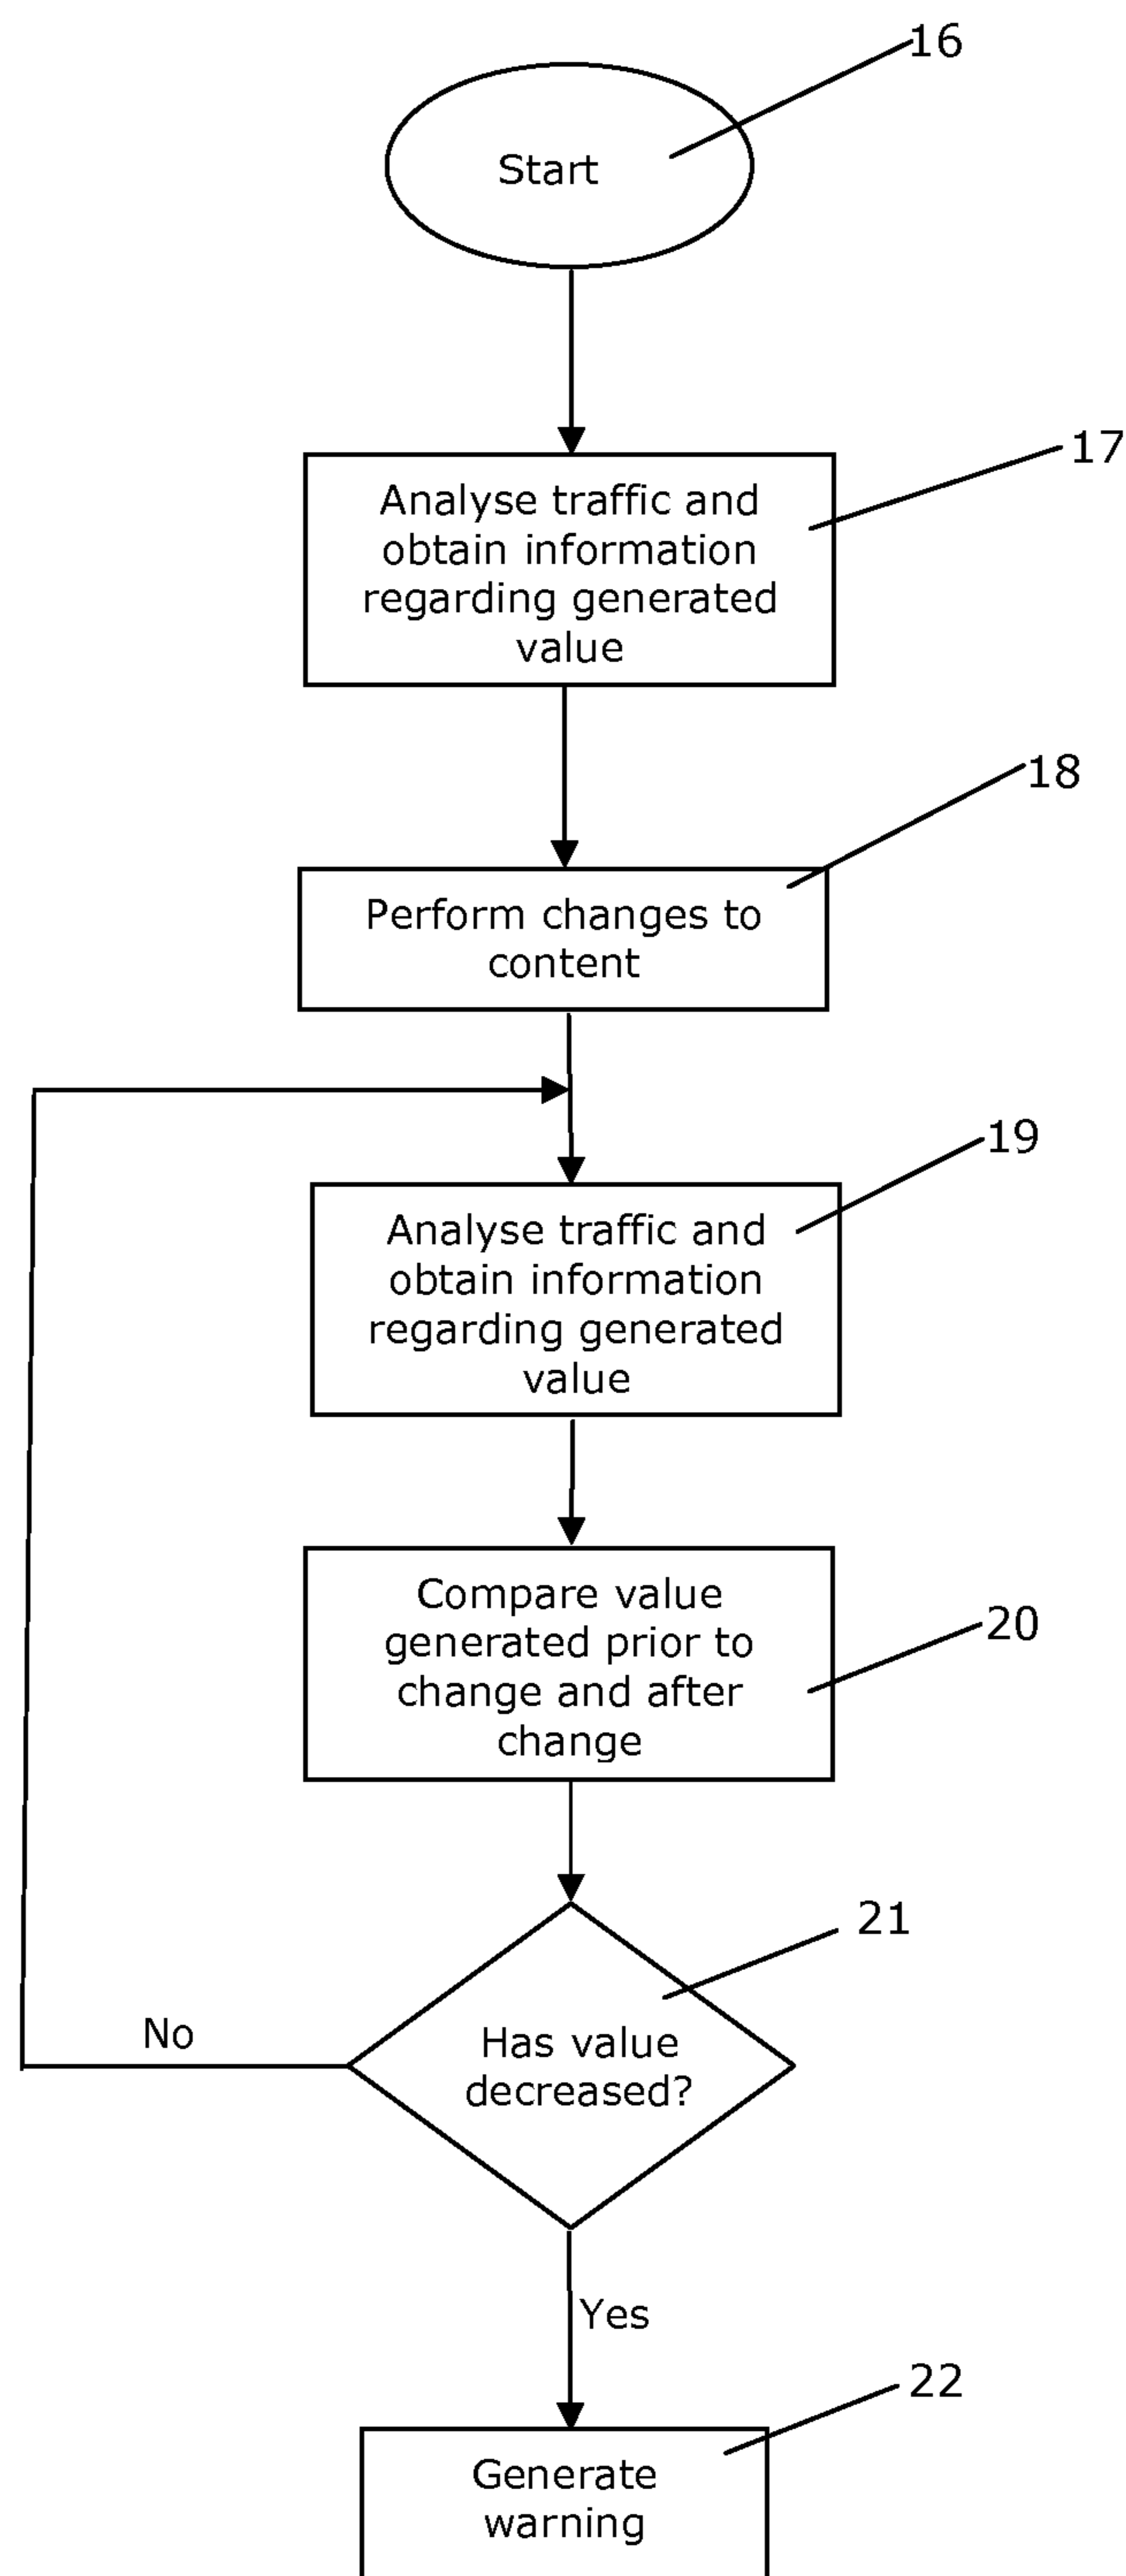 16
Start
17
Analyse traffic and
obtain information
regarding generated
value
18
Perform changes to
content
19
Analyse traffic and
obtain information
regarding generated
value
20
Compare value
generated prior to
change and after
change
21
Has value
decreased?
No
Yes
22
Generate
warning